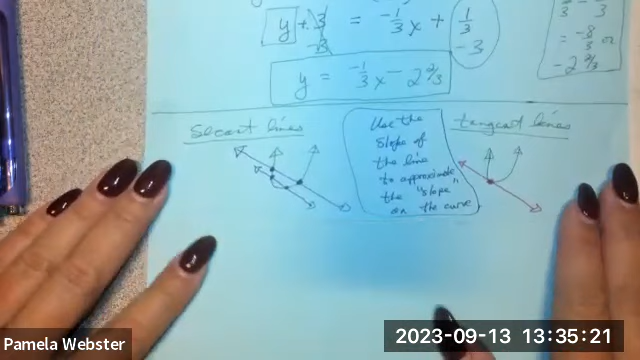 y + 3 = -1/3 x + 1/3
-3 -3
= -8/3 or
-2 2/3
y = -1/3 x - 2 2/3
Secant lines
Use the
slope of
the line
to approximate
the "slope"
on the curve
tangent lines
Pamela Webster
2023-09-13 13:35:21